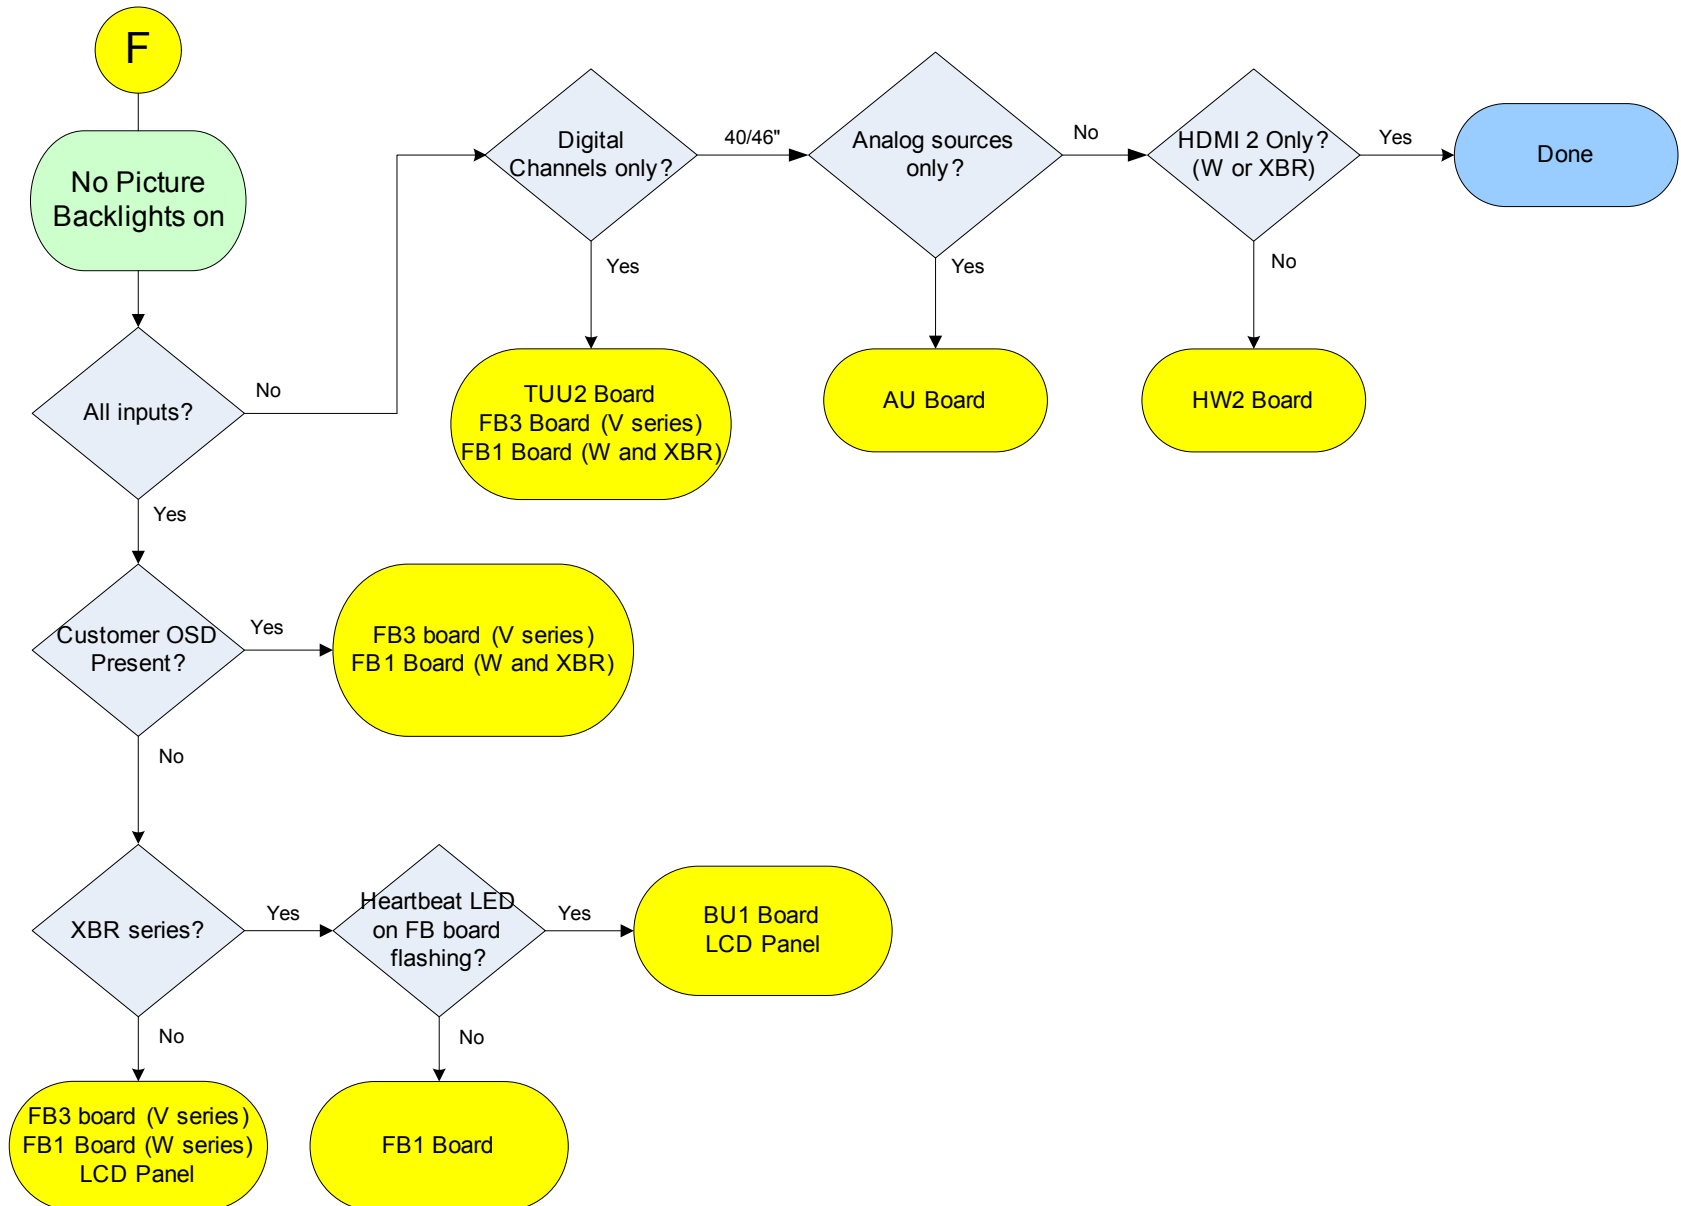 F
No Picture
Backlights on
All inputs?
No
Yes
Digital
Channels only?
40/46"
Yes
TUU2 Board
FB3 Board (V series)
FB1 Board (W and XBR)
Analog sources
only?
No
Yes
AU Board
HDMI 2 Only?
(W or XBR)
Yes
No
HW2 Board
Done
Customer OSD
Present?
Yes
No
FB3 board (V series)
FB1 Board (W and XBR)
XBR series?
Yes
No
Heartbeat LED
on FB board
flashing?
Yes
No
BU1 Board
LCD Panel
FB3 board (V series)
FB1 Board (W series)
LCD Panel
FB1 Board